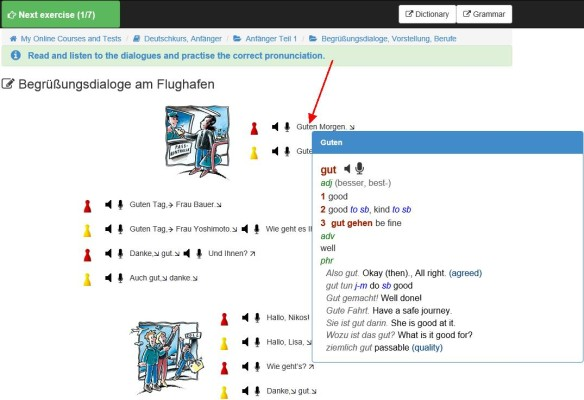 Next exercise (1/7)
Dictionary
Grammar
My Online Courses and Tests / Deutschkurs, Anfänger / Anfänger Teil 1 / Begrüßungsdialoge, Vorstellung, Berufe
Read and listen to the dialogues and practise the correct pronunciation.
Begrüßungsdialoge am Flughafen
PASS-
KONTROLLE
Guten Morgen.↘
Gute
Guten Tag,→ Frau Bauer.↘
Guten Tag,↘ Frau Yoshimoto.↘ Wie geht es Ih
Danke,↘ gut.↘ Und Ihnen?↗
Auch gut,↘ danke.↘
Hallo, Nikos!
Hallo, Lisa,↘
Wie geht's?↗
Danke,↘ gut.↘
Guten
gut
adj (besser, best-)
1 good
2 good to sb, kind to sb
3 gut gehen be fine
adv
well
phr
Also gut. Okay (then)., All right. (agreed)
gut tun j-m do sb good
Gut gemacht! Well done!
Gute Fahrt. Have a safe journey.
Sie ist gut darin. She is good at it.
Wozu ist das gut? What is it good for?
ziemlich gut passable (quality)